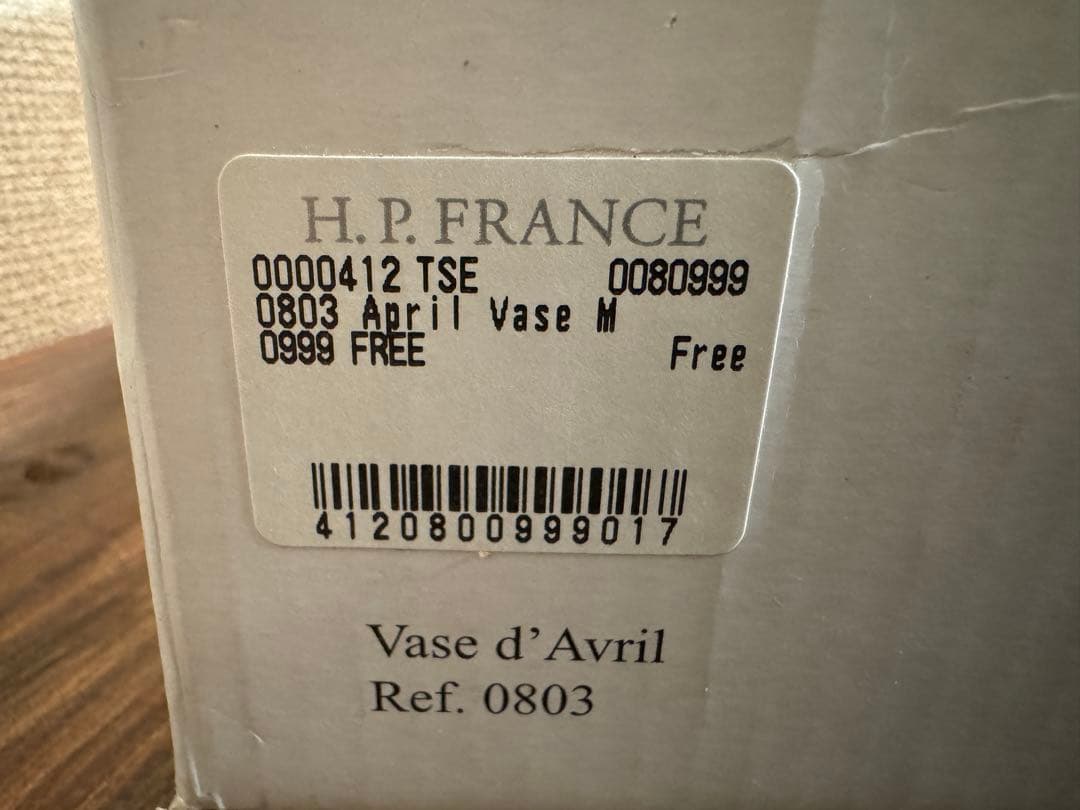 H.P.FRANCE
0000412 TSE 0080999
0803 April Vase M
0999 FREE Free
4120800999017
Vase d'Avril
Ref. 0803